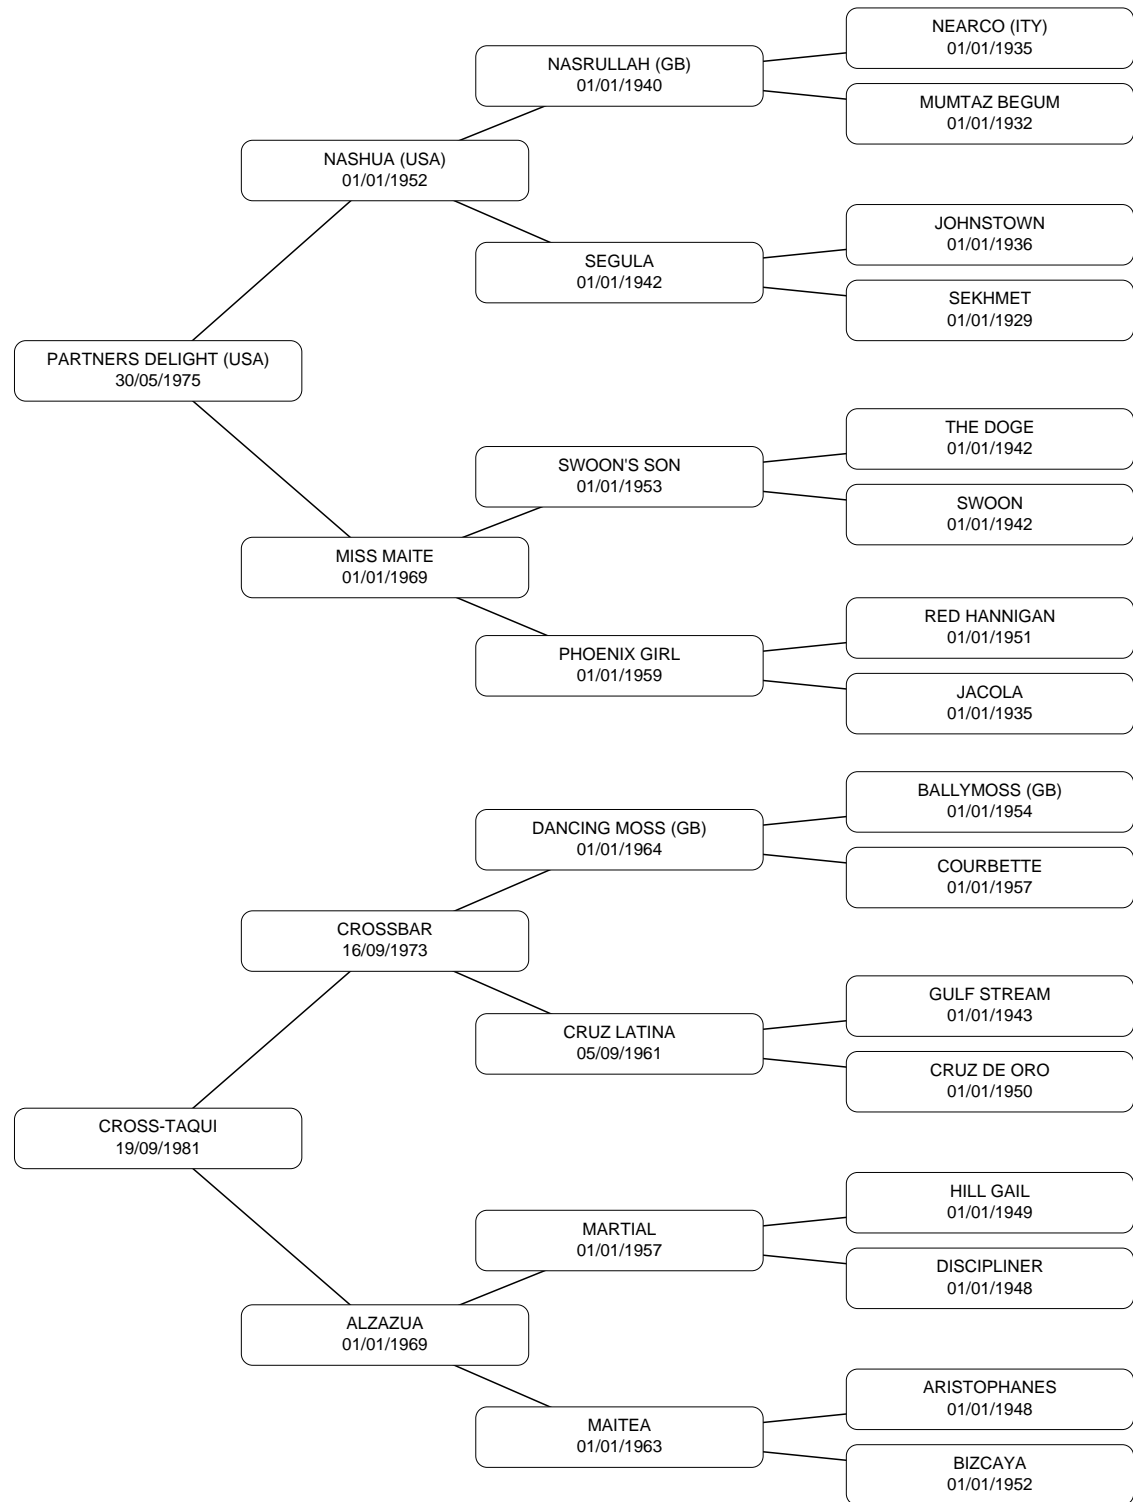 NEARCO (ITY)
01/01/1935
NASRULLAH (GB)
01/01/1940
MUMTAZ BEGUM
01/01/1932
NASHUA (USA)
01/01/1952
JOHNSTOWN
01/01/1936
SEGULA
01/01/1942
SEKHMET
01/01/1929
PARTNERS DELIGHT (USA)
30/05/1975
THE DOGE
01/01/1942
SWOON'S SON
01/01/1953
SWOON
01/01/1942
MISS MAITE
01/01/1969
RED HANNIGAN
01/01/1951
PHOENIX GIRL
01/01/1959
JACOLA
01/01/1935
BALLYMOSS (GB)
01/01/1954
DANCING MOSS (GB)
01/01/1964
COURBETTE
01/01/1957
CROSSBAR
16/09/1973
GULF STREAM
01/01/1943
CRUZ LATINA
05/09/1961
CRUZ DE ORO
01/01/1950
CROSS-TAQUI
19/09/1981
HILL GAIL
01/01/1949
MARTIAL
01/01/1957
DISCIPLINER
01/01/1948
ALZAZUA
01/01/1969
ARISTOPHANES
01/01/1948
MAITEA
01/01/1963
BIZCAYA
01/01/1952